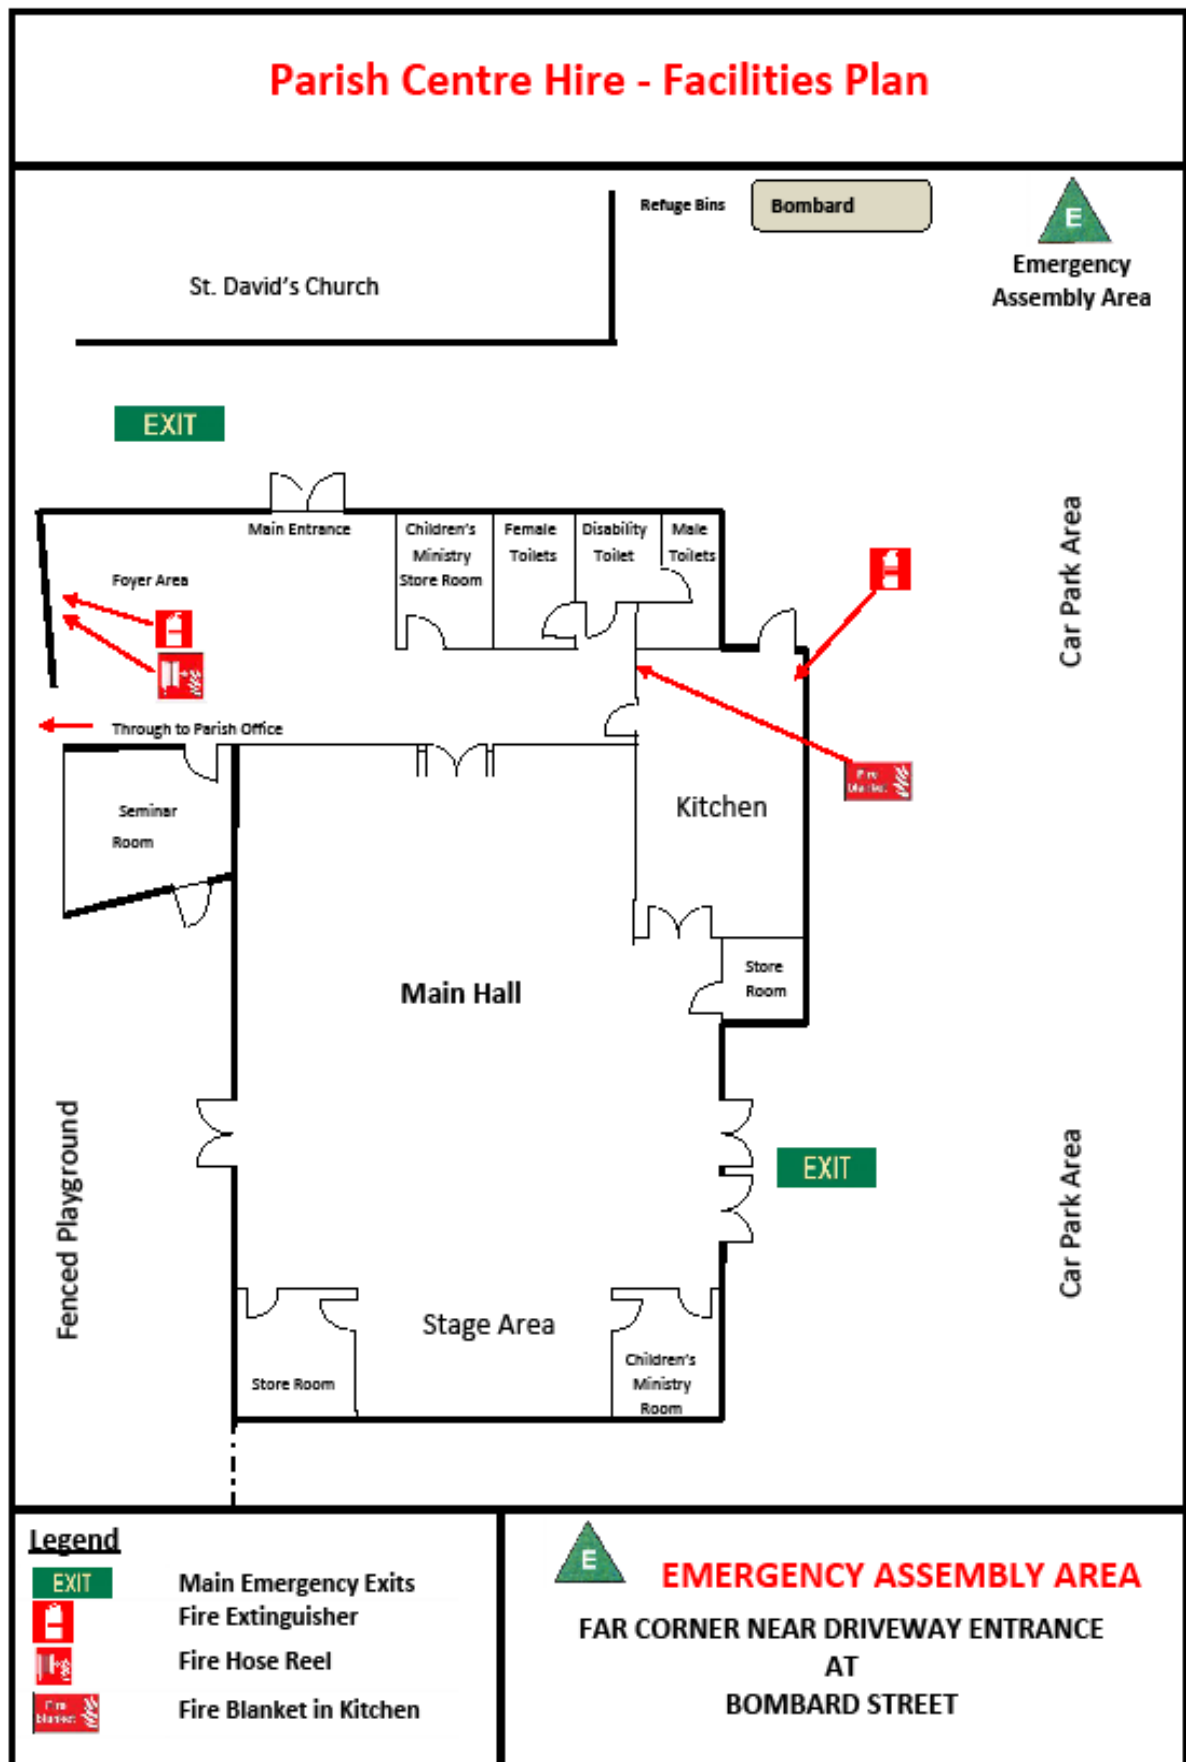 Parish Centre Hire - Facilities Plan
Refuge Bins
Bombard
E
Emergency
Assembly Area
St. David's Church
EXIT
Main Entrance
Children's
Ministry
Store Room
Female
Toilets
Disability
Toilet
Male
Toilets
Foyer Area
Car Park Area
Through to Parish Office
Fire
blanket
Seminar
Room
Kitchen
Main Hall
Store
Room
Fenced Playground
EXIT
Car Park Area
Stage Area
Store Room
Children's
Ministry
Room
Legend
EXIT
Main Emergency Exits
Fire Extinguisher
Fire Hose Reel
Fire
blanket
Fire Blanket in Kitchen
E
EMERGENCY ASSEMBLY AREA
FAR CORNER NEAR DRIVEWAY ENTRANCE
AT
BOMBARD STREET